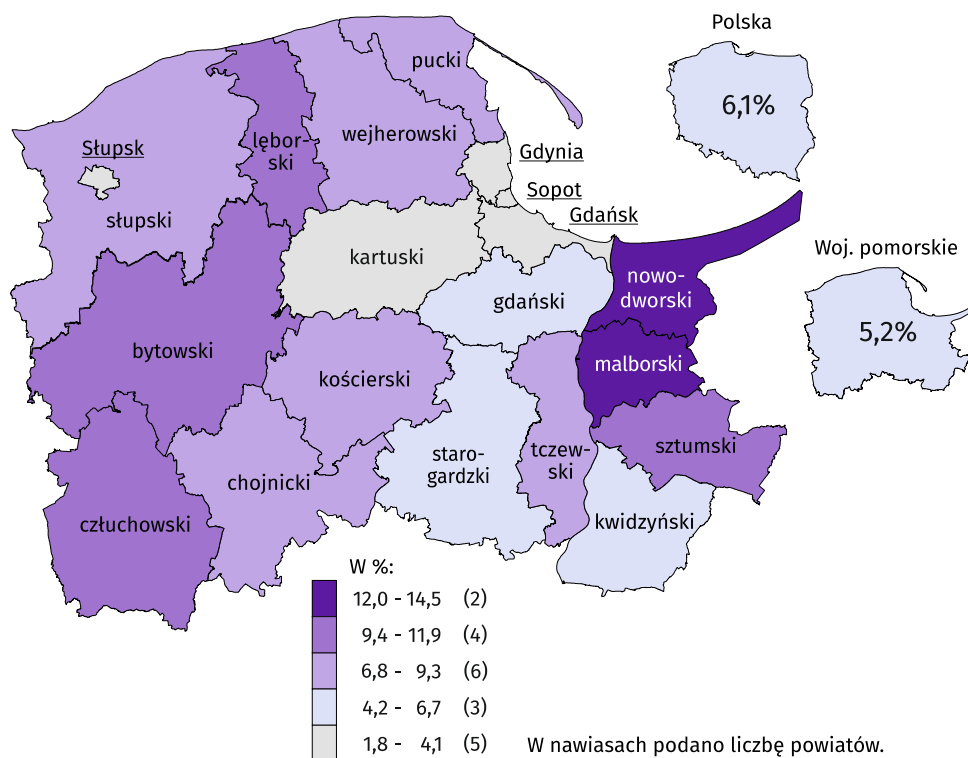 Polska
6,1%
pucki
wejherowski
lębor-
ski
Słupsk
Gdynia
Sopot
Gdańsk
słupski
kartuski
Woj. pomorskie
5,2%
nowo-
dworski
gdański
bytowski
malborski
kościerski
staro-
gardzki
tczew-
ski
sztumski
chojnicki
człuchowski
kwidzyński
W %:
12,0 - 14,5 (2)
9,4 - 11,9 (4)
6,8 - 9,3 (6)
4,2 - 6,7 (3)
1,8 - 4,1 (5)
W nawiasach podano liczbę powiatów.